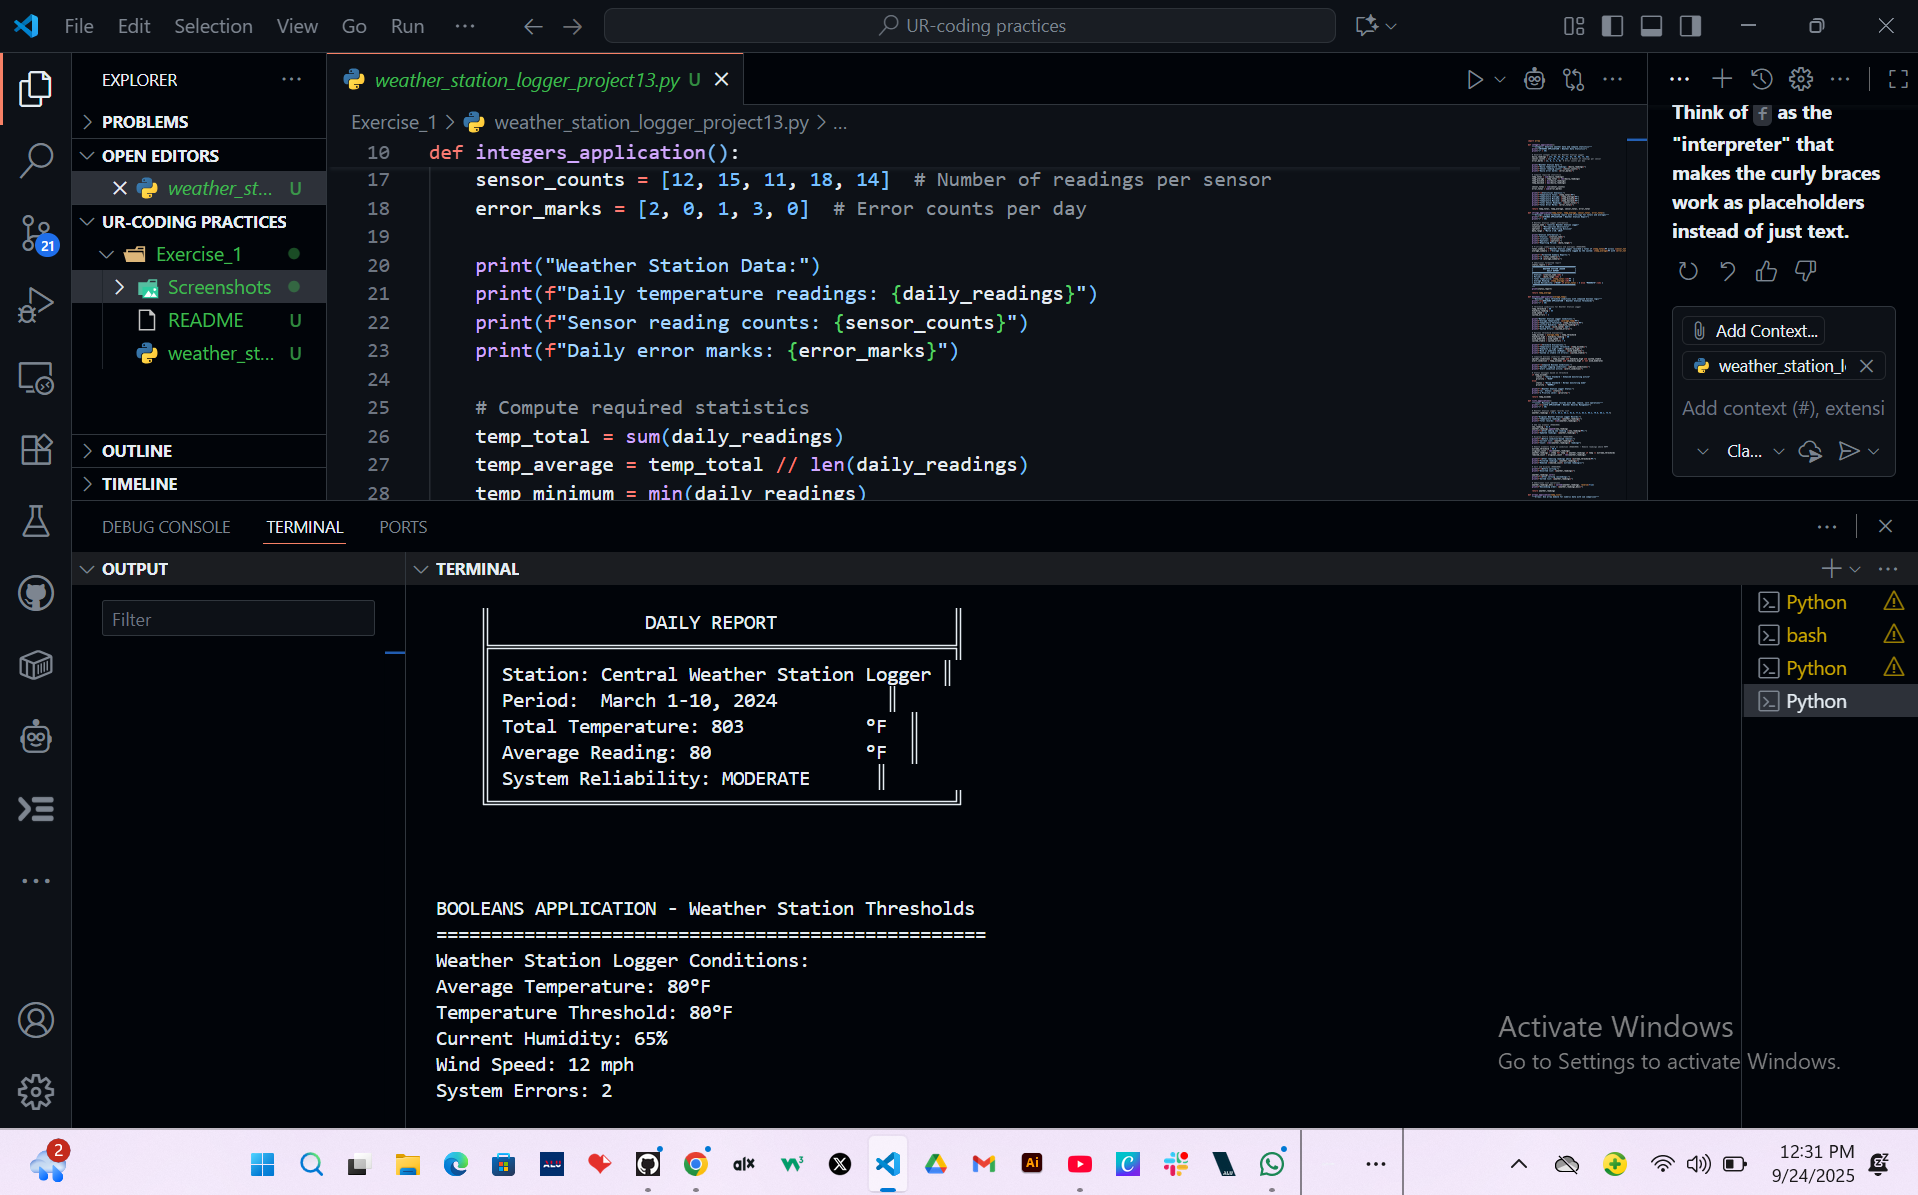 File Edit Selection View Go Run ···
UR-coding practices
EXPLORER
PROBLEMS
OPEN EDITORS
weather_st... U
UR-CODING PRACTICES
Exercise_1
Screenshots
README U
weather_st... U
OUTLINE
TIMELINE
21
weather_station_logger_project13.py U
Exercise_1 > weather_station_logger_project13.py > ...
10 def integers_application():
17 sensor_counts = [12, 15, 11, 18, 14]  # Number of readings per sensor
18 error_marks = [2, 0, 1, 3, 0]  # Error counts per day
19
20 print("Weather Station Data:")
21 print(f"Daily temperature readings: {daily_readings}")
22 print(f"Sensor reading counts: {sensor_counts}")
23 print(f"Daily error marks: {error_marks}")
24
25 # Compute required statistics
26 temp_total = sum(daily_readings)
27 temp_average = temp_total // len(daily_readings)
28 temp_minimum = min(daily_readings)
Think of f as the
"interpreter" that
makes the curly braces
work as placeholders
instead of just text.
Add Context...
weather_station_l
Add context (#), extensi
Cla...
DEBUG CONSOLE TERMINAL PORTS
OUTPUT
Filter
TERMINAL
DAILY REPORT
Station: Central Weather Station Logger
Period:  March 1-10, 2024
Total Temperature: 803 °F
Average Reading: 80 °F
System Reliability: MODERATE
BOOLEANS APPLICATION - Weather Station Thresholds
==================================================
Weather Station Logger Conditions:
Average Temperature: 80°F
Temperature Threshold: 80°F
Current Humidity: 65%
Wind Speed: 12 mph
System Errors: 2
Python
bash
Python
Python
Activate Windows
Go to Settings to activate Windows.
2
ALU
alx
Ai
12:31 PM
9/24/2025